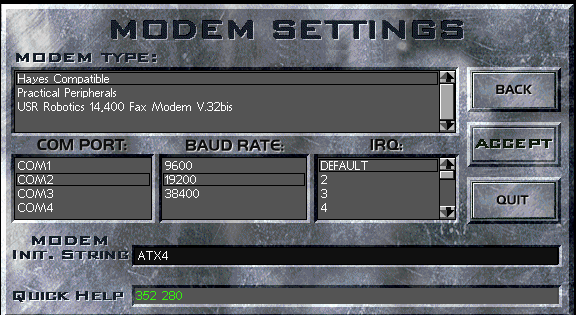 MODEM SETTINGS
MODEM TYPE:
Hayes Compatible
Practical Peripherals
USR Robotics 14,400 Fax Modem V.32bis
BACK
ACCEPT
QUIT
COM PORT:
COM1
COM2
COM3
COM4
BAUD RATE:
9600
19200
38400
IRQ:
DEFAULT
2
3
4
MODEM
INIT. STRING
ATX4
QUICK HELP
352 280